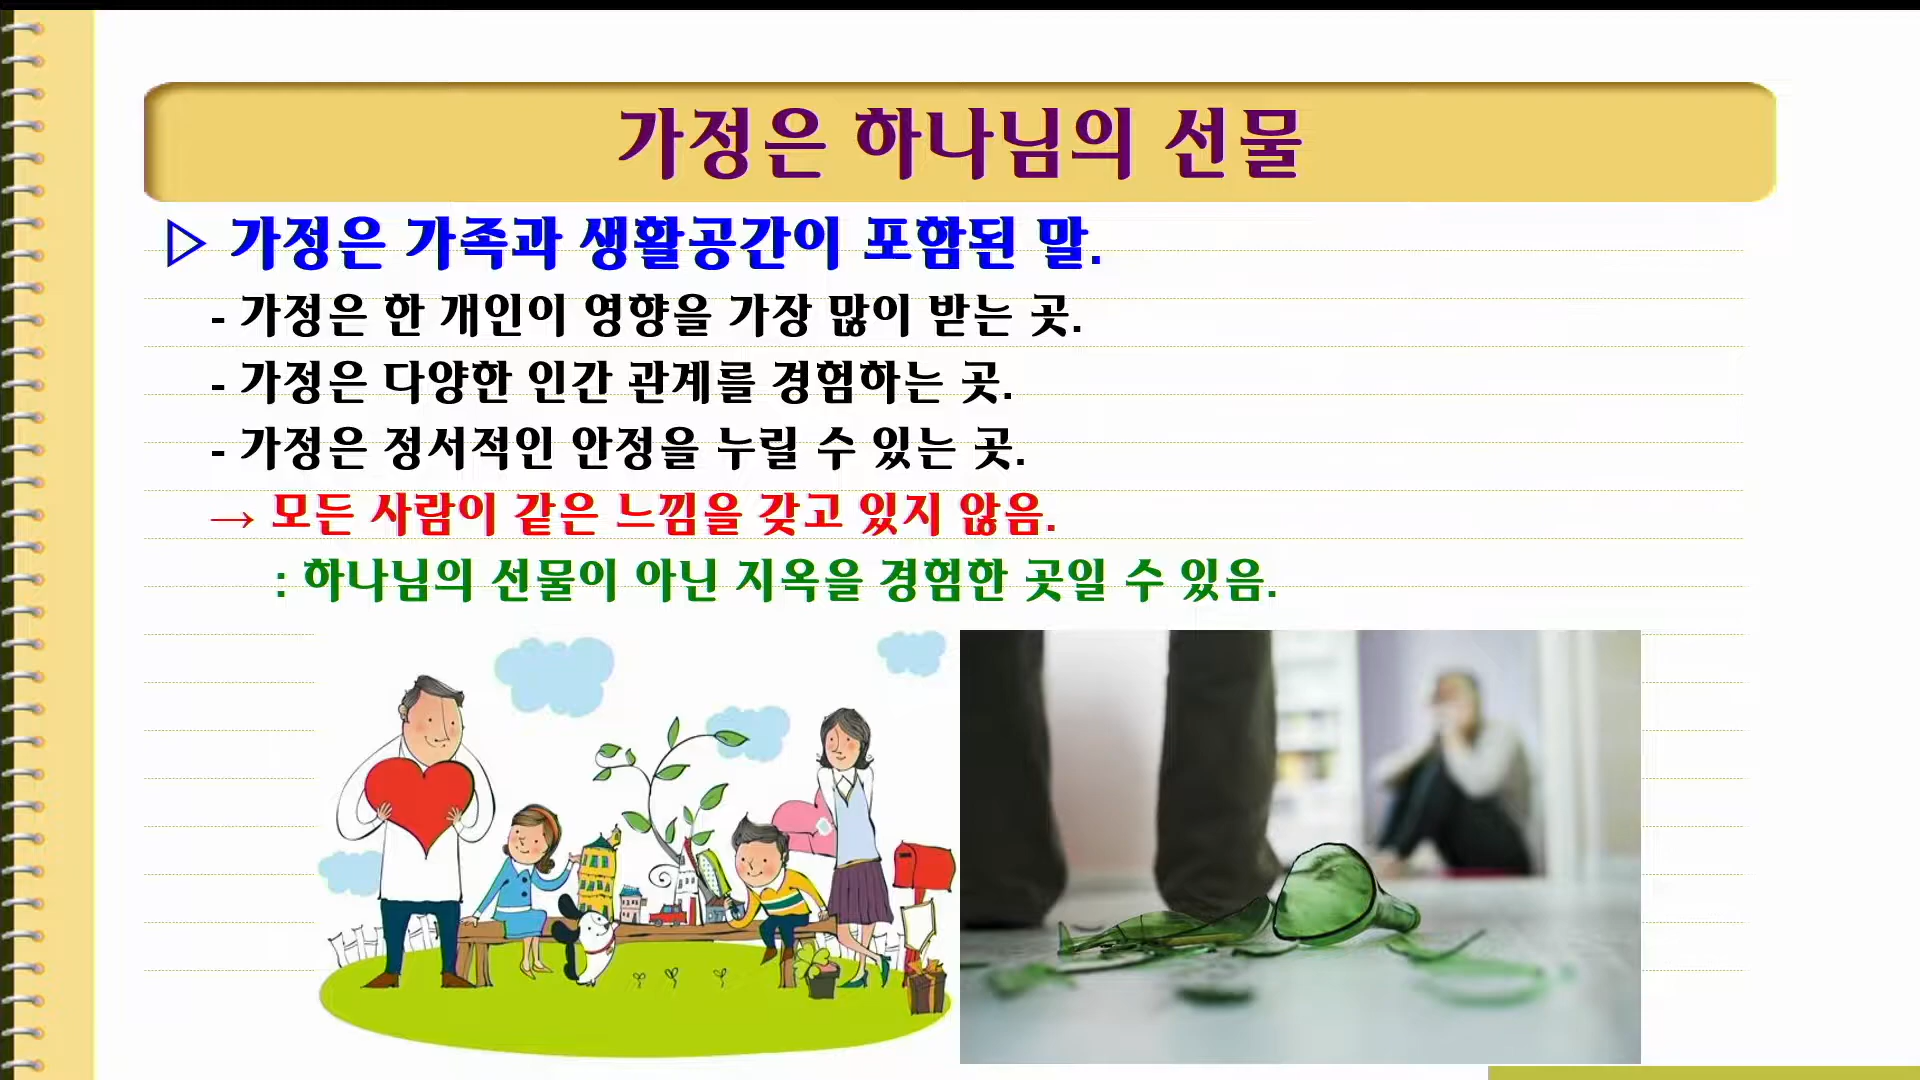 가정은 하나님의 선물
▷ 가정은 가족과 생활공간이 포함된 말.
- 가정은 한 개인이 영향을 가장 많이 받는 곳.
- 가정은 다양한 인간 관계를 경험하는 곳.
- 가정은 정서적인 안정을 누릴 수 있는 곳.
→ 모든 사람이 같은 느낌을 갖고 있지 않음.
: 하나님의 선물이 아닌 지옥을 경험한 곳일 수 있음.